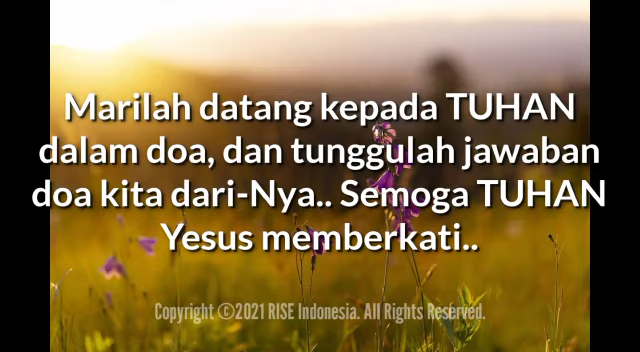 Marilah datang kepada TUHAN
dalam doa, dan tunggulah jawaban
doa kita dari-Nya.. Semoga TUHAN
Yesus memberkati..
Copyright ©2021 RISE Indonesia. All Rights Reserved.